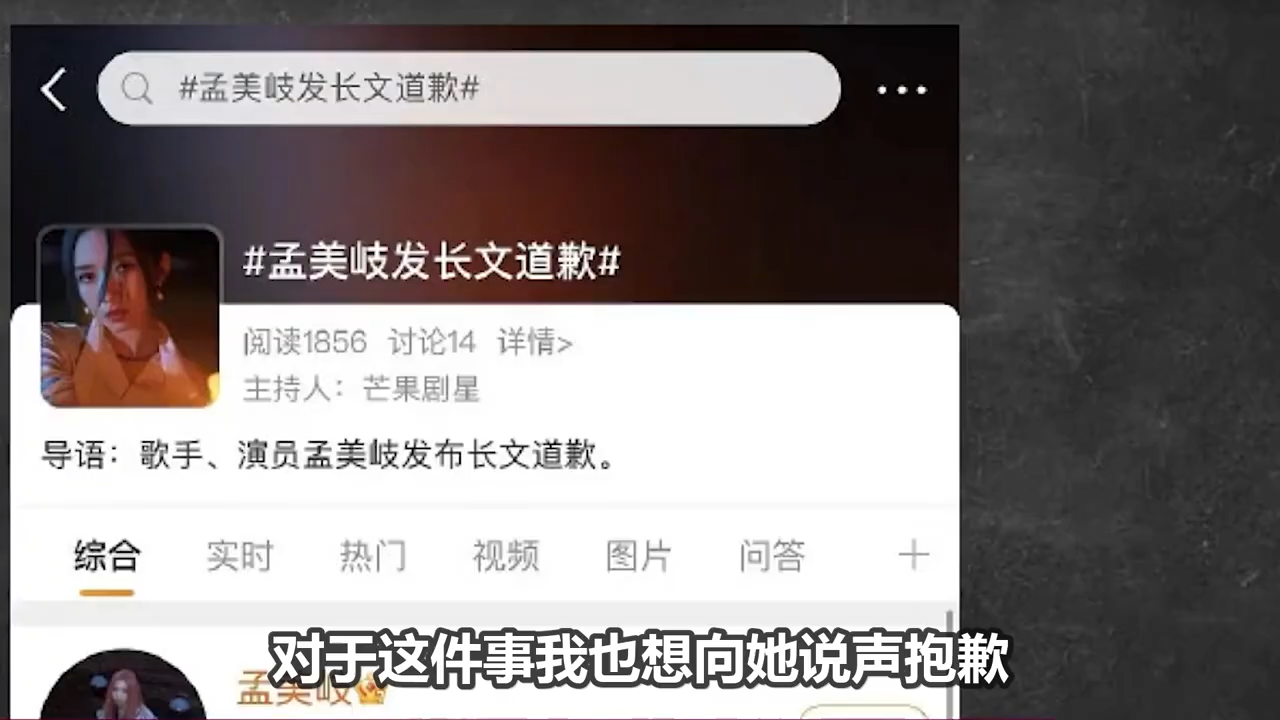 #孟美岐发长文道歉#
#孟美岐发长文道歉#
阅读1856 讨论14 详情>
主持人：芒果剧星
导语：歌手、演员孟美岐发布长文道歉。
综合 实时 热门 视频 图片 问答
孟美岐
对于这件事我也想向她说声抱歉